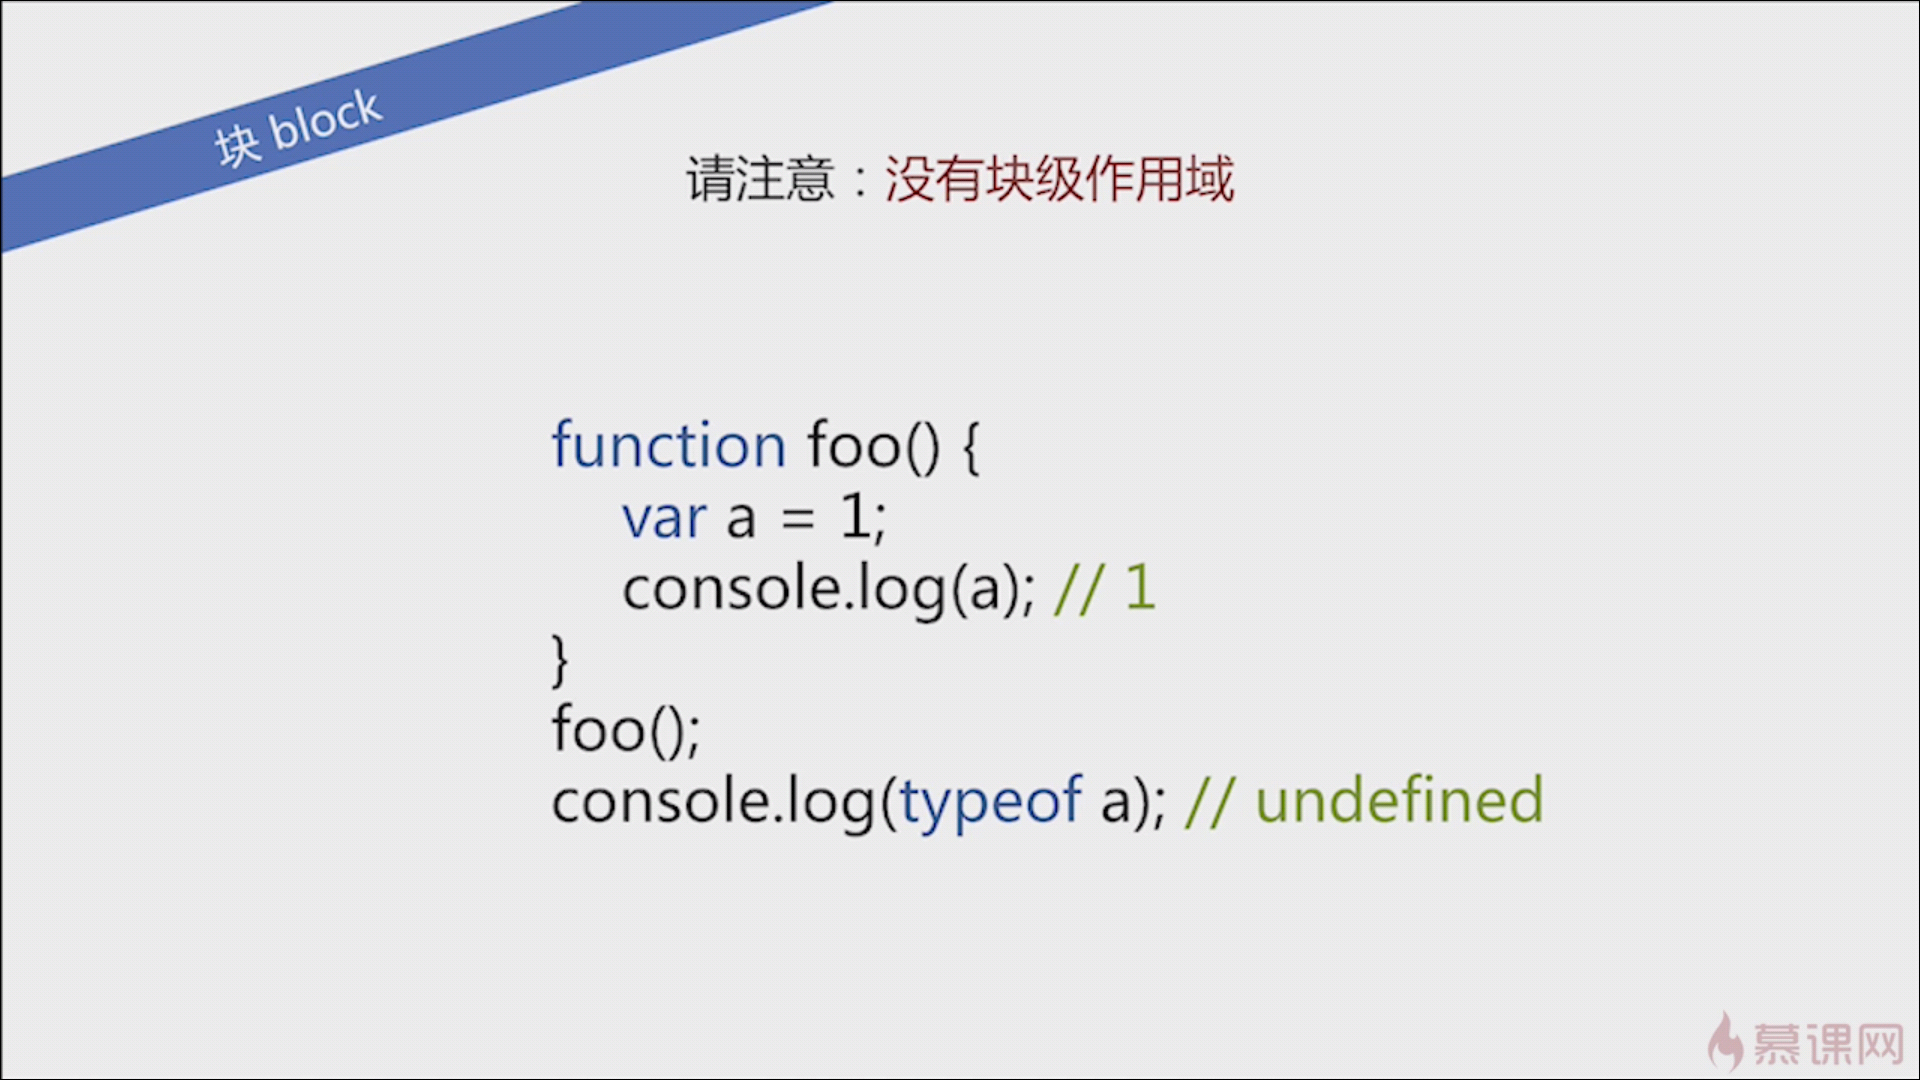 块 block
请注意：没有块级作用域
function foo() {
    var a = 1;
    console.log(a); // 1
}
foo();
console.log(typeof a); // undefined
慕课网